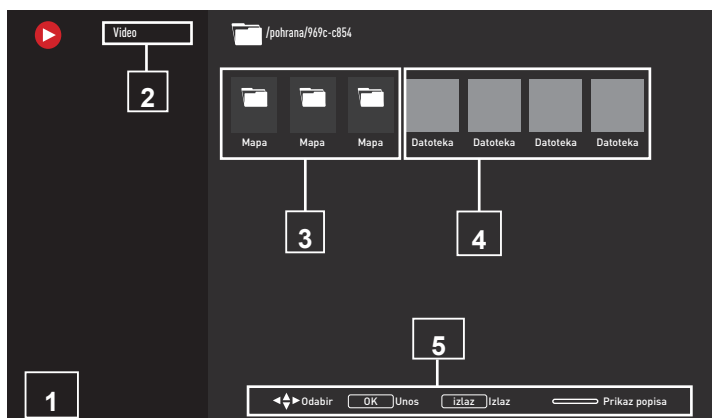 Video
/pohrana/969c-c854
2
Mapa Mapa Mapa Datoteka Datoteka Datoteka Datoteka
3 4
5
1
Odabir OK Unos izlaz Izlaz Prikaz popisa